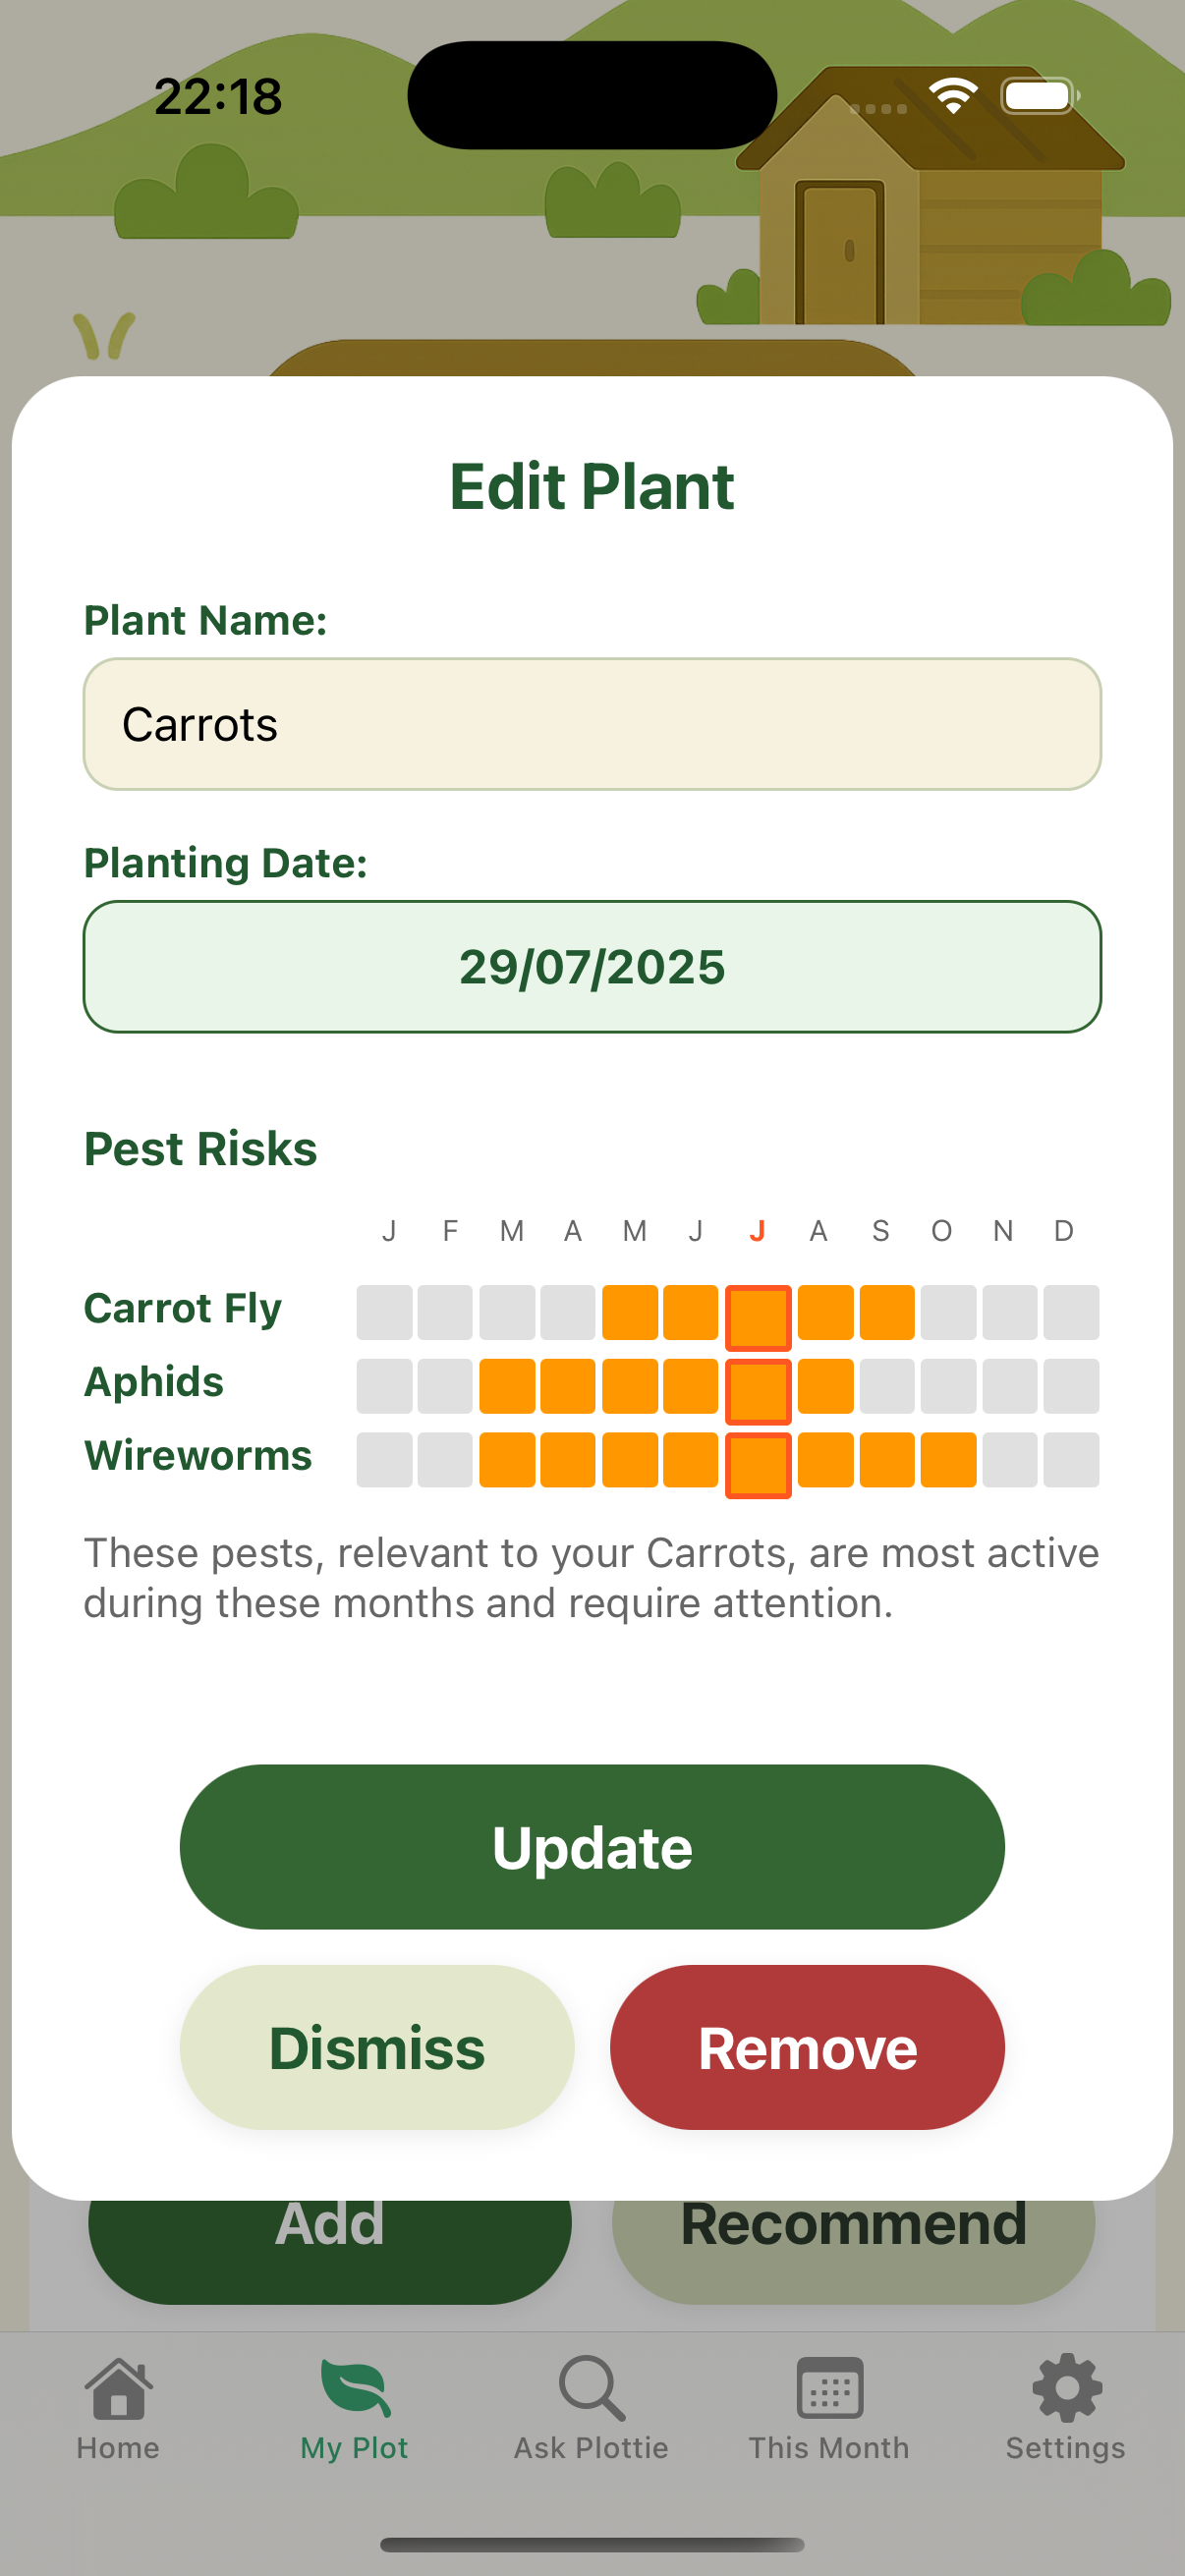 22:18
Edit Plant
Plant Name:
Carrots
Planting Date:
29/07/2025
Pest Risks
J F M A M J J A S O N D
Carrot Fly
Aphids
Wireworms
These pests, relevant to your Carrots, are most active
during these months and require attention.
Update
Dismiss Remove
Add Recommend
Home My Plot Ask Plottie This Month Settings